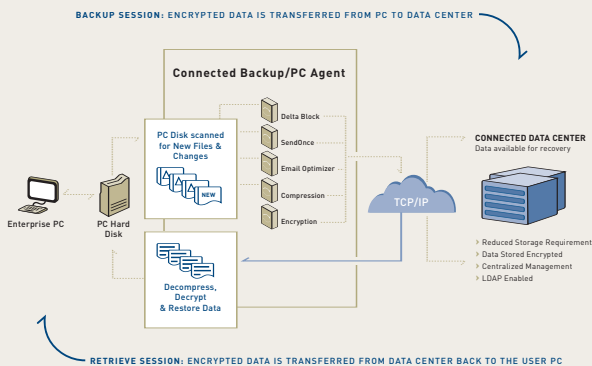 BACKUP SESSION: ENCRYPTED DATA IS TRANSFERRED FROM PC TO DATA CENTER
Connected Backup/PC Agent
PC Disk scanned
for New Files &
Changes
NEW
Delta Block
SendOnce
Email Optimizer
Compression
Encryption
Enterprise PC
PC Hard
Disk
TCP/IP
CONNECTED DATA CENTER
Data available for recovery
> Reduced Storage Requirement
> Data Stored Encrypted
> Centralized Management
> LDAP Enabled
Decompress,
Decrypt
& Restore Data
RETRIEVE SESSION: ENCRYPTED DATA IS TRANSFERRED FROM DATA CENTER BACK TO THE USER PC